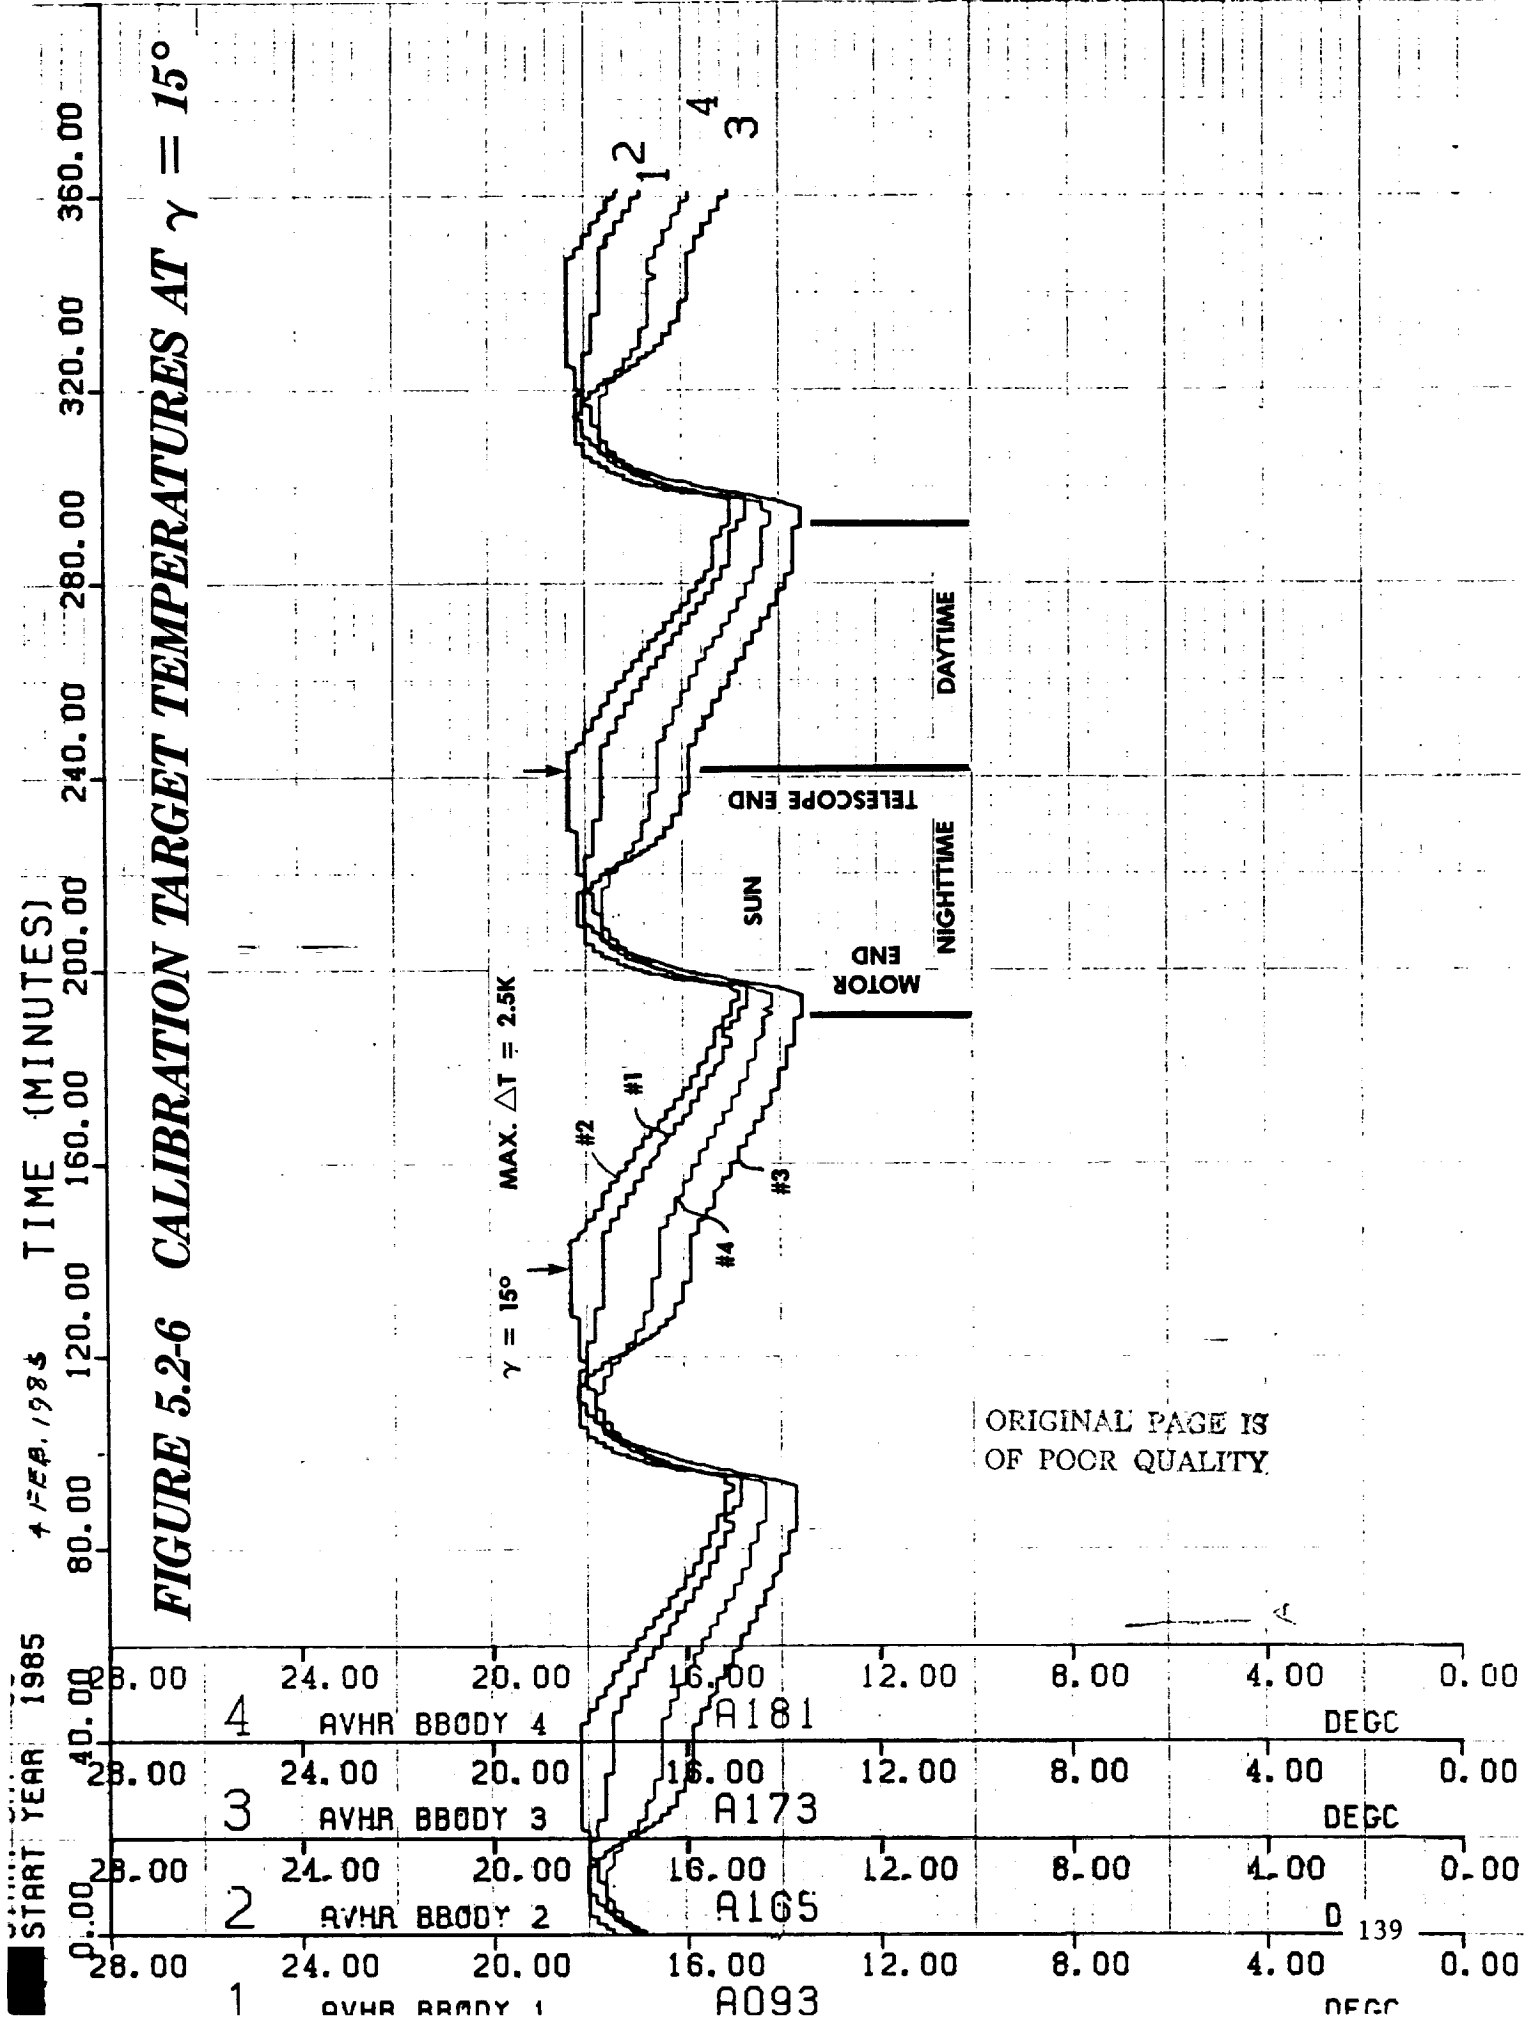 4 FEB. 1985
TIME (MINUTES)
0.00 40.00 80.00 120.00 160.00 200.00 240.00 280.00 320.00 360.00
FIGURE 5.2-6 CALIBRATION TARGET TEMPERATURES AT γ = 15°
START YEAR 1985
γ = 15° MAX. △T = 2.5K
#2
#1
#4
#3
2
1
4
3
SUN
MOTOR
END
TELESCOPE END
NIGHTTIME
DAYTIME
ORIGINAL PAGE IS
OF POOR QUALITY
28.00 24.00 20.00 16.00 12.00 8.00 4.00 0.00
4 AVHR BBODY 4 A181 DEGC
28.00 24.00 20.00 16.00 12.00 8.00 4.00 0.00
3 AVHR BBODY 3 A173 DEGC
28.00 24.00 20.00 16.00 12.00 8.00 4.00 0.00
2 AVHR BBODY 2 A165 D
139
28.00 24.00 20.00 16.00 12.00 8.00 4.00 0.00
1 AVHR BBODY 1 A093 DEGC